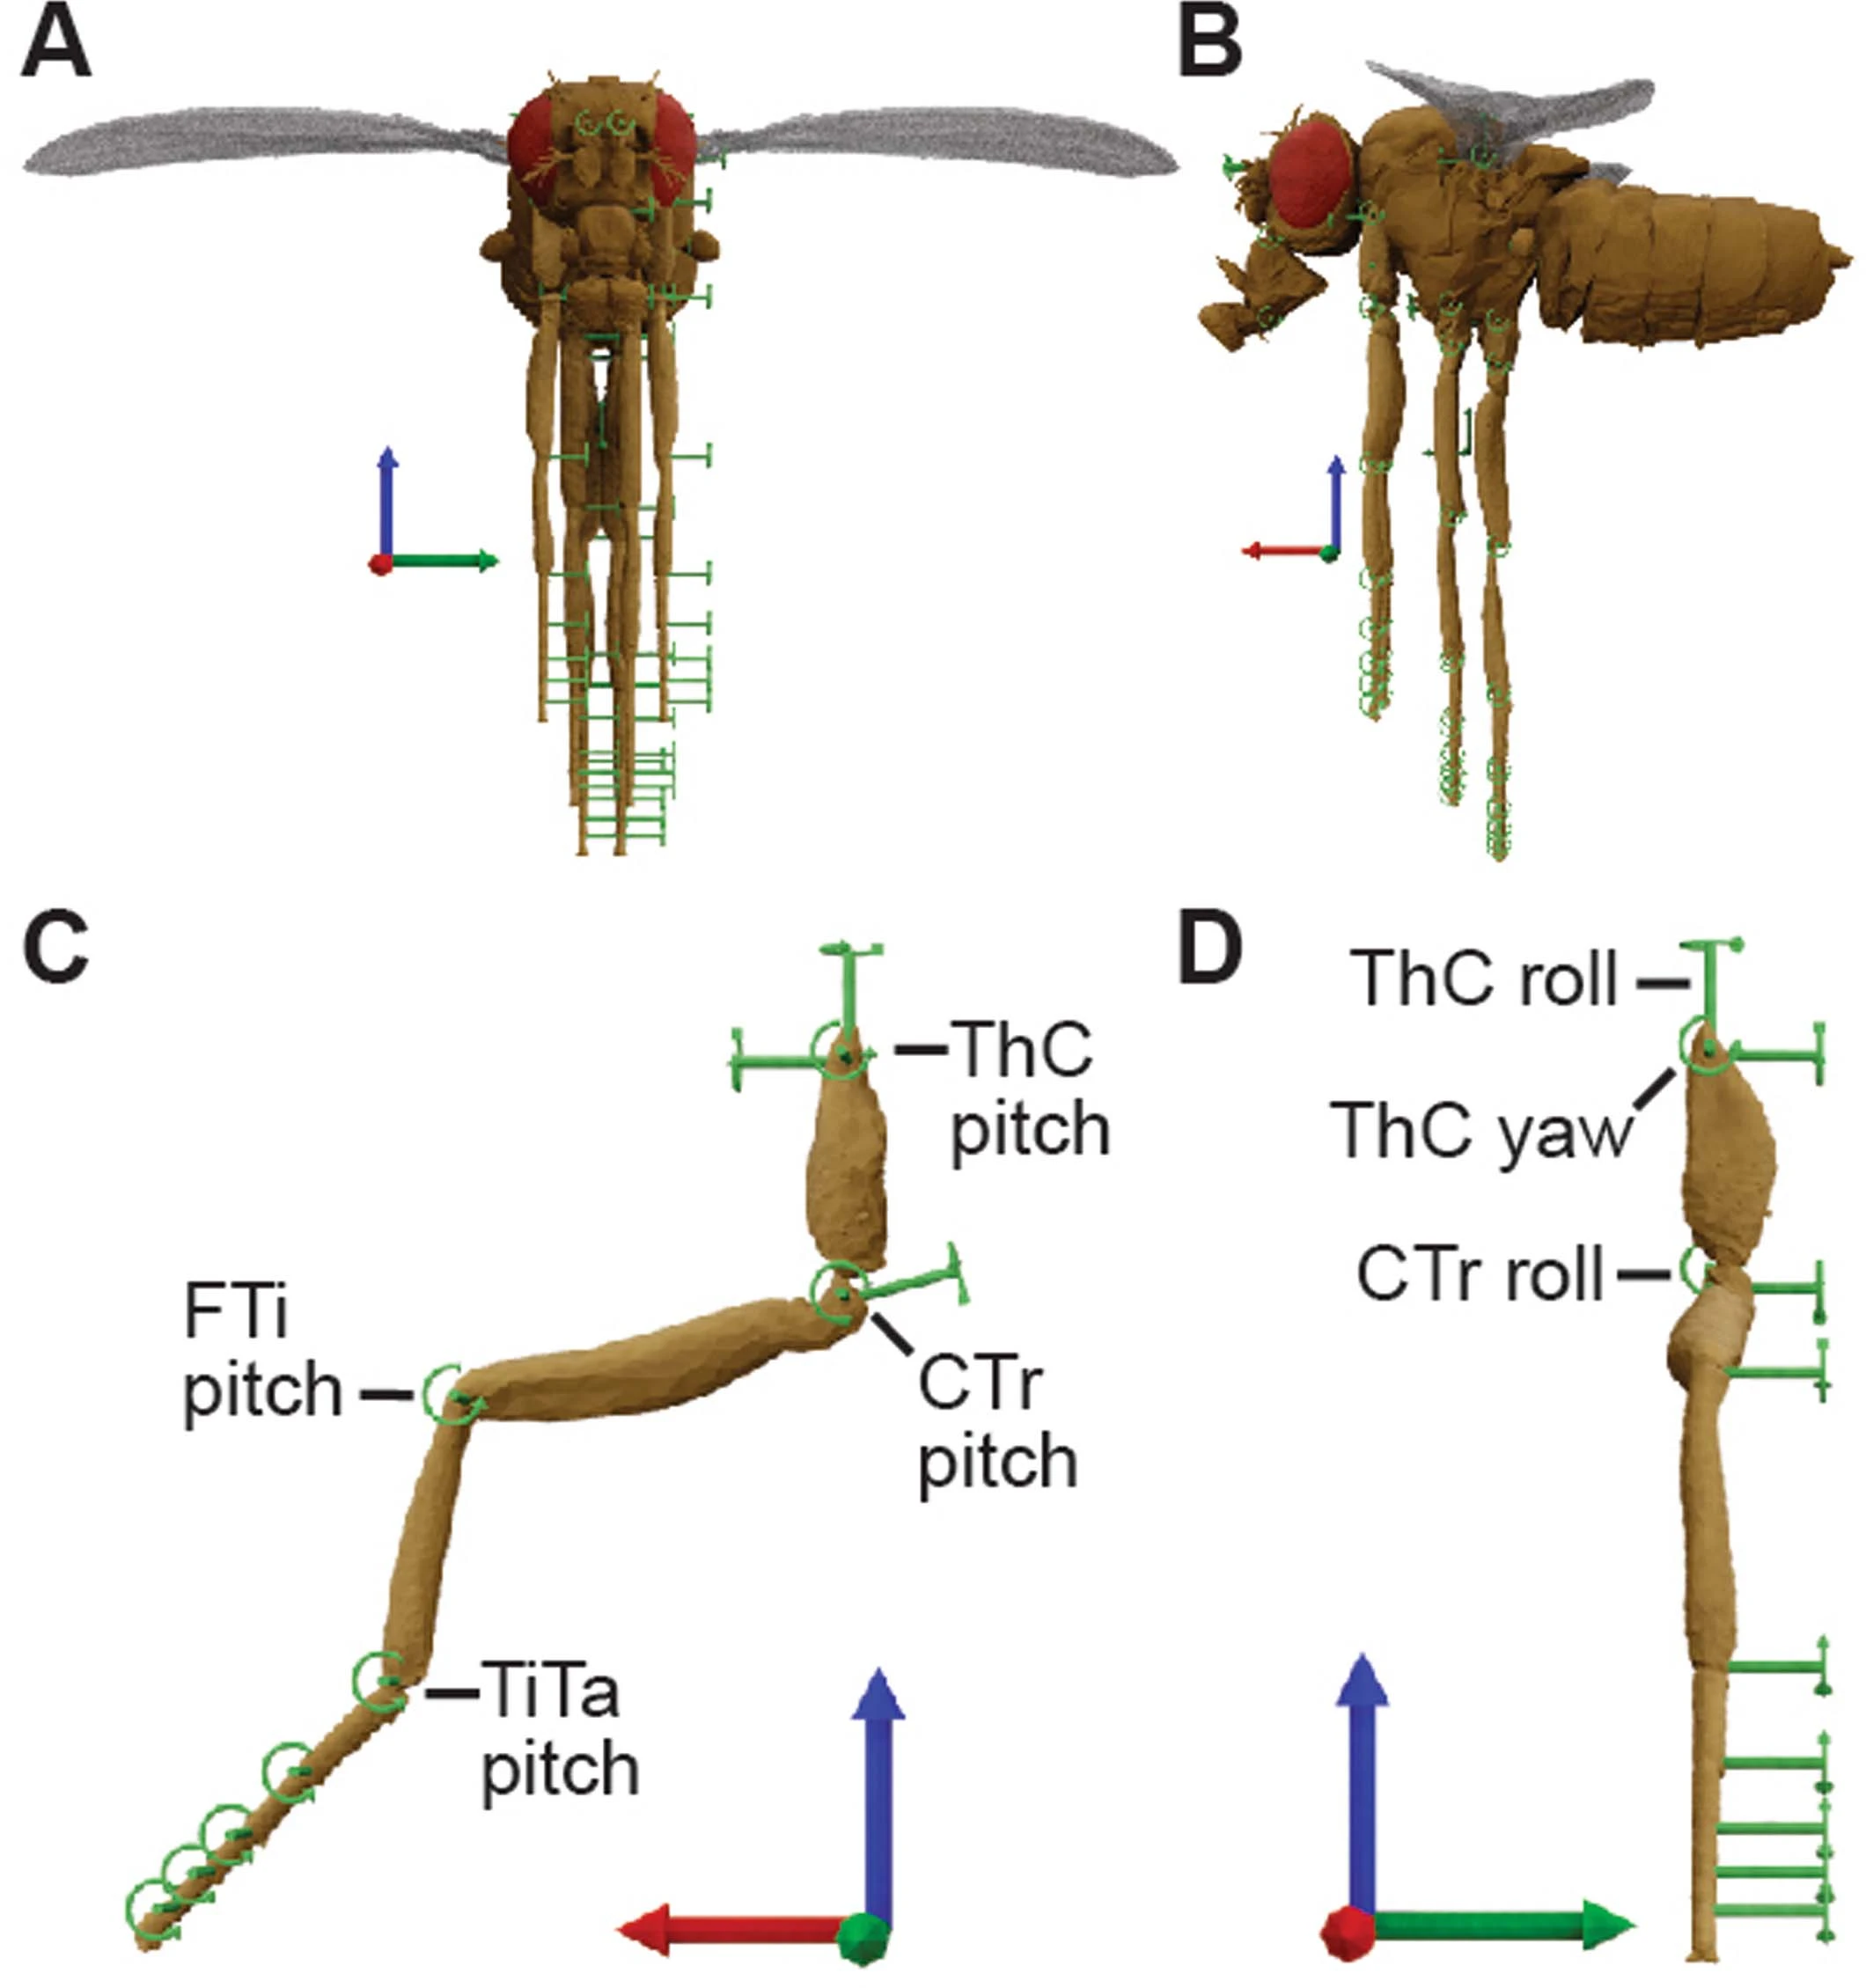 A
B
C
ThC
pitch
FTi
pitch
CTr
pitch
TiTa
pitch
D
ThC roll
ThC yaw
CTr roll